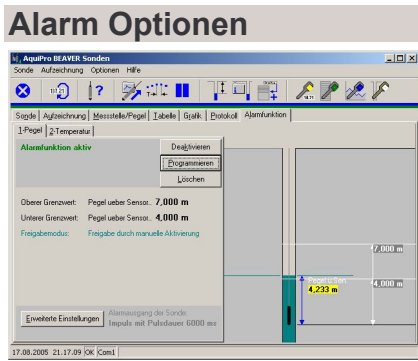 Alarm Optionen
AquiPro BEAVER Sonden
Sonde Aufzeichnung Optionen Hilfe
Sonde Aufzeichnung Messstelle/Pegel Tabelle Grafik Protokoll Alarmfunktion
1-Pegel 2-Temperatur
Alarmfunktion aktiv
Deaktivieren
Programmieren
Löschen
Oberer Grenzwert: Pegel ueber Sensor.. 7,000 m
Unterer Grenzwert: Pegel ueber Sensor.. 4,000 m
Freigabemodus: Freigabe durch manuelle Aktivierung
7,000 m
Pegel ü.Sen
4,233 m
4,000 m
Erweiterte Einstellungen
Alarmausgang der Sonde:
Impuls mit Pulsdauer 6000 ms
17.08.2005 21.17.09 OK Com1